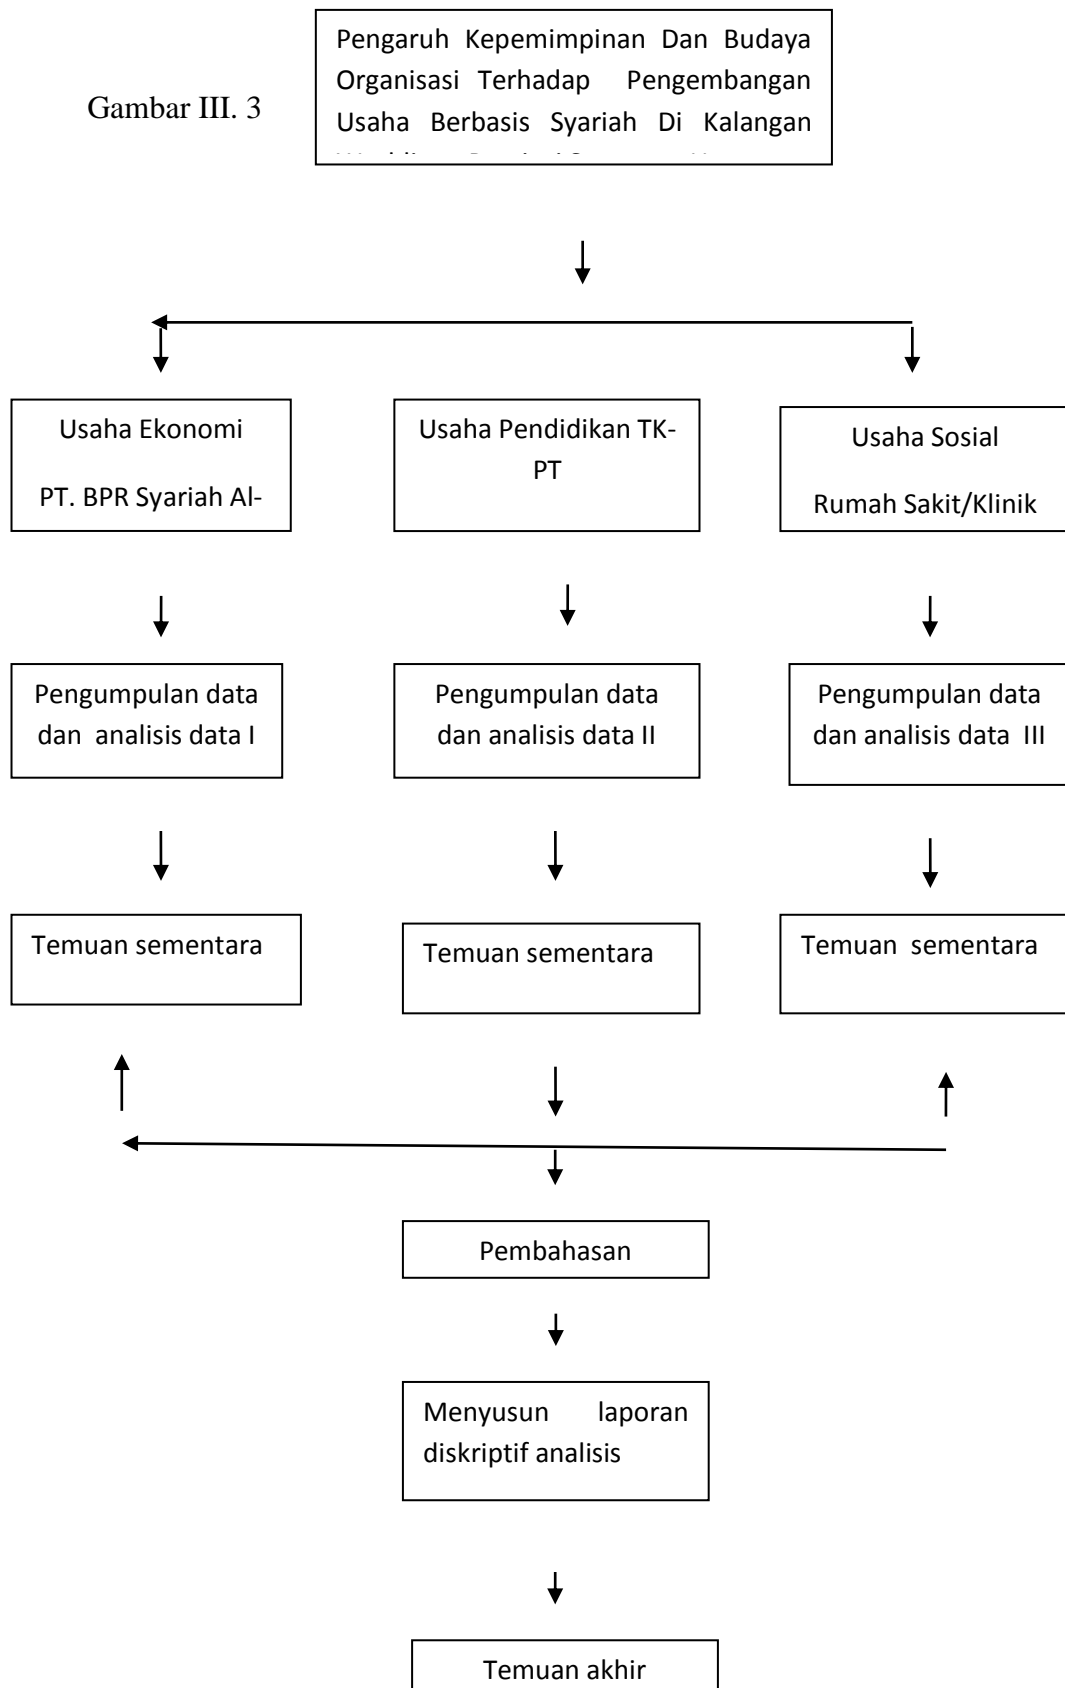 Gambar III. 3
Pengaruh Kepemimpinan Dan Budaya
Organisasi Terhadap Pengembangan
Usaha Berbasis Syariah Di Kalangan
Usaha Ekonomi
PT. BPR Syariah Al-
Usaha Pendidikan TK-
PT
Usaha Sosial
Rumah Sakit/Klinik
Pengumpulan data
dan analisis data I
Pengumpulan data
dan analisis data II
Pengumpulan data
dan analisis data III
Temuan sementara
Temuan sementara
Temuan sementara
Pembahasan
Menyusun laporan
diskriptif analisis
Temuan akhir